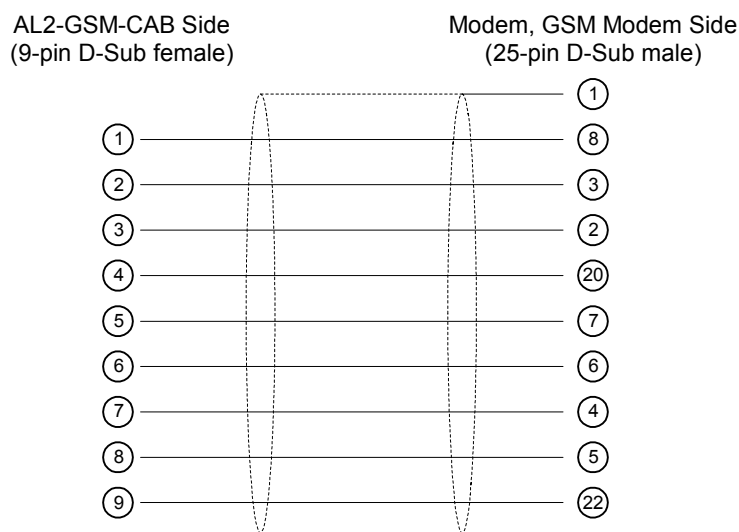 AL2-GSM-CAB Side
(9-pin D-Sub female)
Modem, GSM Modem Side
(25-pin D-Sub male)
1
1 8
2 3
3 2
4 20
5 7
6 6
7 4
8 5
9 22